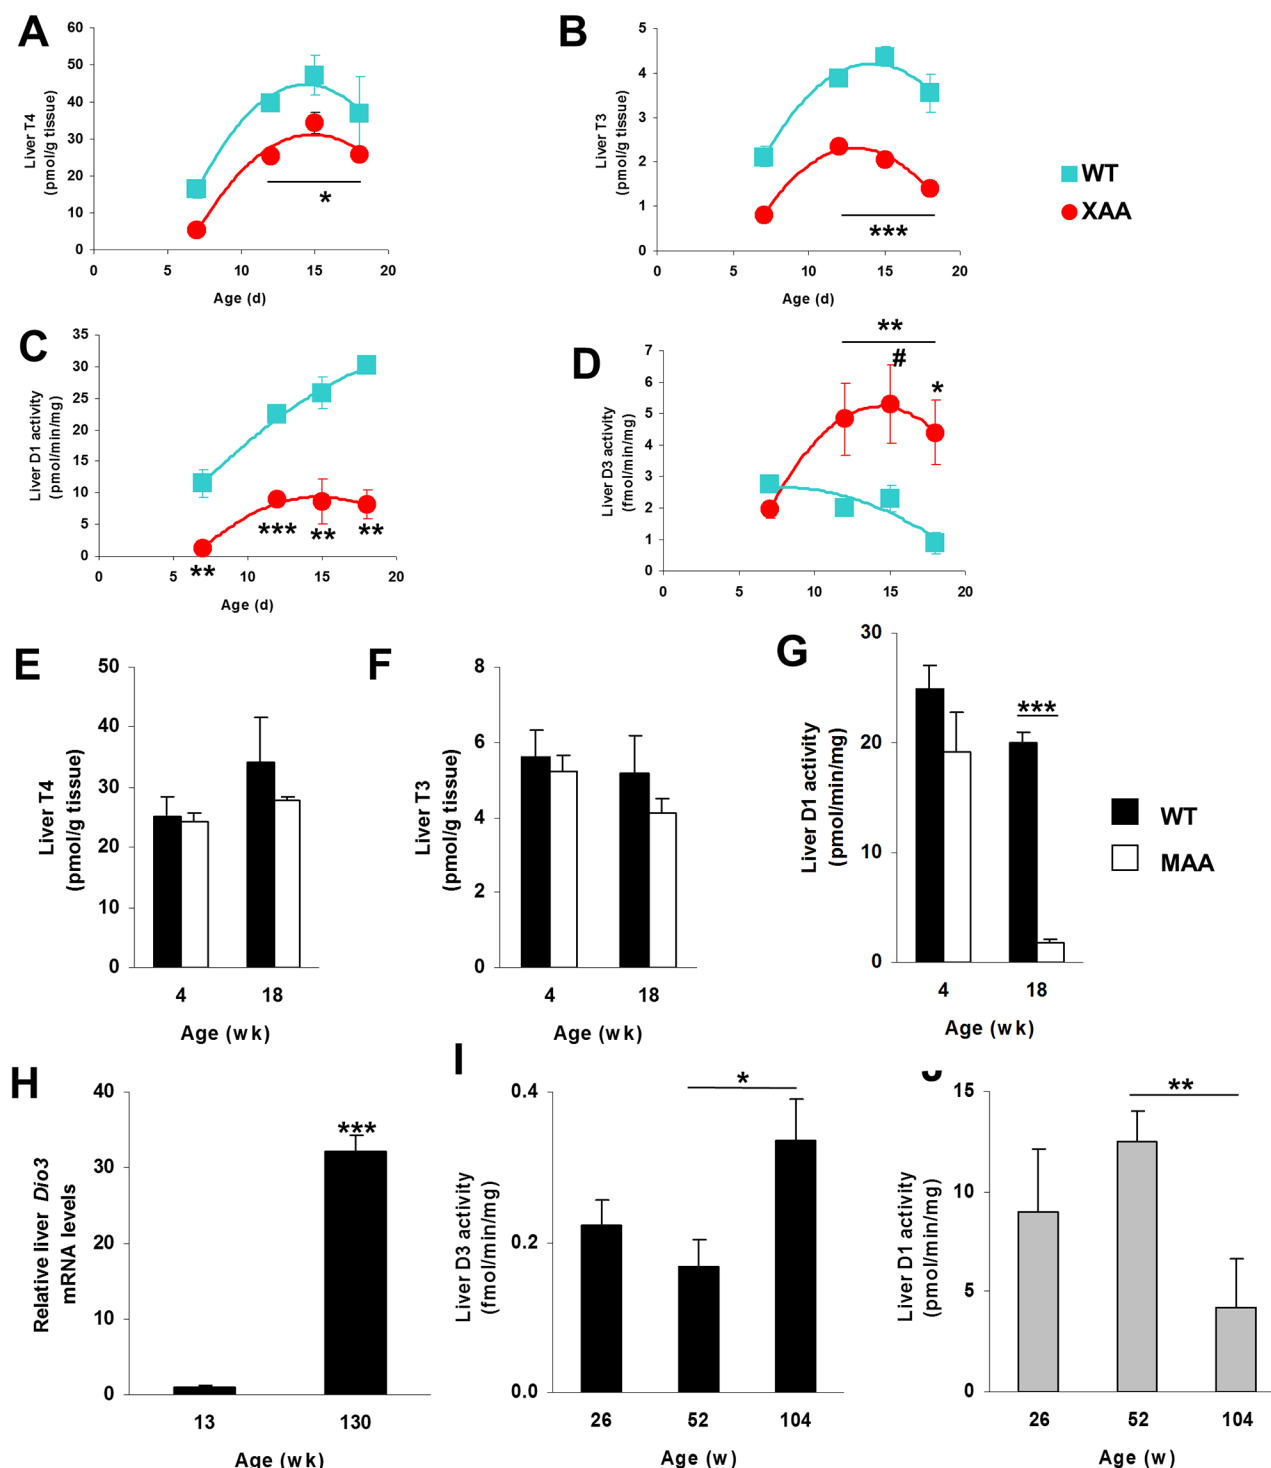 A
60
50
40
30
20
10
0
Liver T4
(pmol/g tissue)
*
0
5
10
15
20
Age (d)
B
5
4
3
2
1
0
Liver T3
(pmol/g tissue)
***
0
5
10
15
20
Age (d)
WT
XAA
C
35
30
25
20
15
10
5
0
Liver D1 activity
(pmol/min/mg)
**
***
**
**
0
5
10
15
20
Age (d)
D
7
6
5
4
3
2
1
0
Liver D3 activity
(fmol/min/mg)
**
#
*
0
5
10
15
20
Age (d)
E
50
40
30
20
10
0
Liver T4
(pmol/g tissue)
4
18
Age (wk)
F
8
6
4
2
0
Liver T3
(pmol/g tissue)
4
18
Age (wk)
G
30
20
10
0
Liver D1 activity
(pmol/min/mg)
***
4
18
Age (wk)
WT
MAA
H
40
30
20
10
0
Relative liver Dio3
mRNA levels
***
13
130
Age (wk)
I
0.4
0.2
0.0
Liver D3 activity
(fmol/min/mg)
*
26
52
104
Age (w)
J
15
10
5
0
Liver D1 activity
(pmol/min/mg)
**
26
52
104
Age (w)